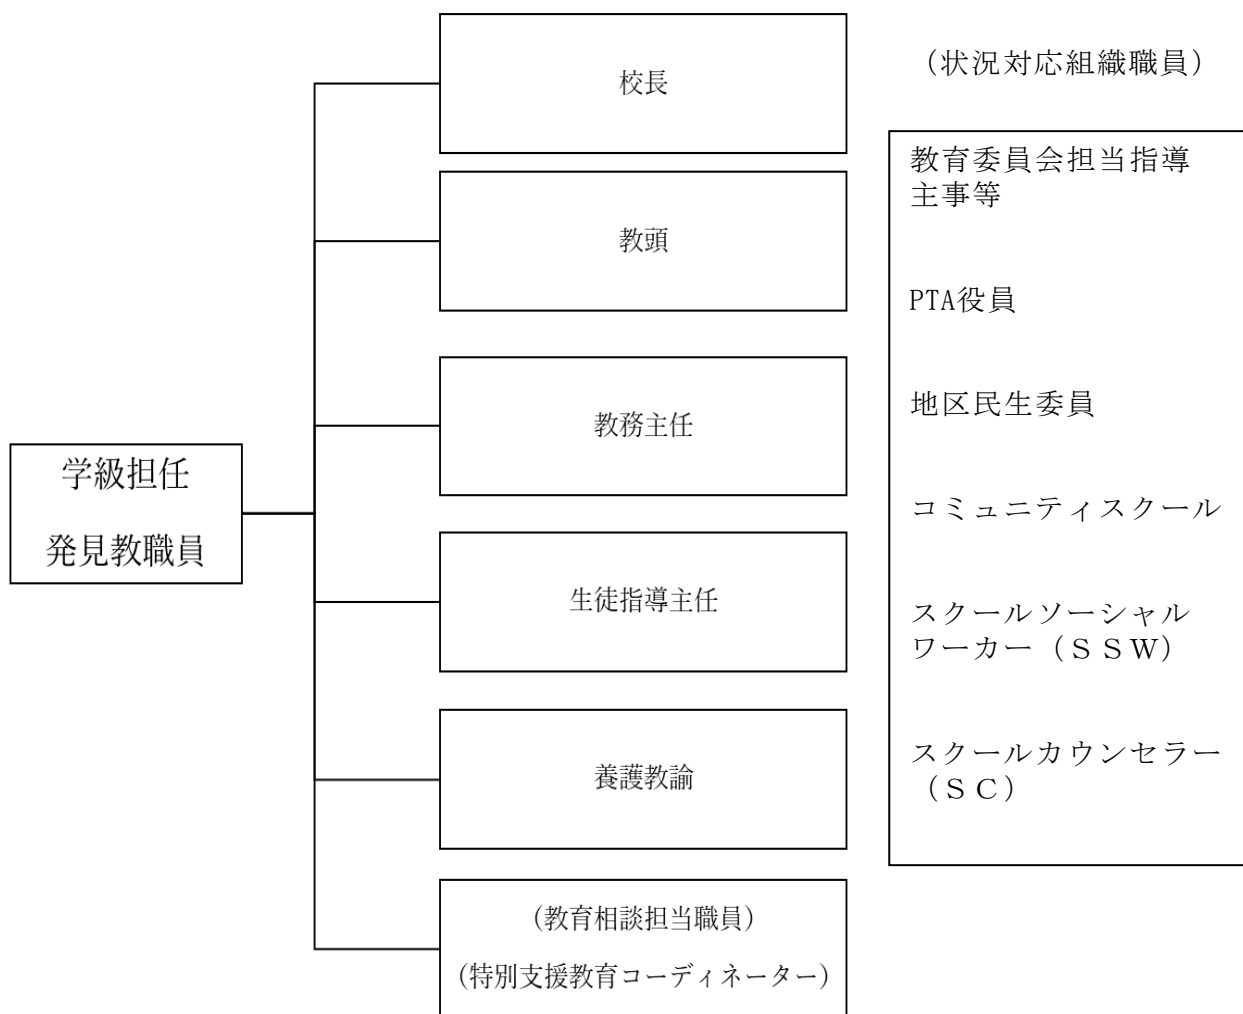 学級担任
発見教職員
校長
教頭
教務主任
生徒指導主任
養護教諭
(教育相談担当職員)
(特別支援教育コーディネーター)
（状況対応組織職員）
教育委員会担当指導
主事等
PTA役員
地区民生委員
コミュニティスクール
スクールソーシャル
ワーカー（ＳＳＷ）
スクールカウンセラー
（ＳＣ）